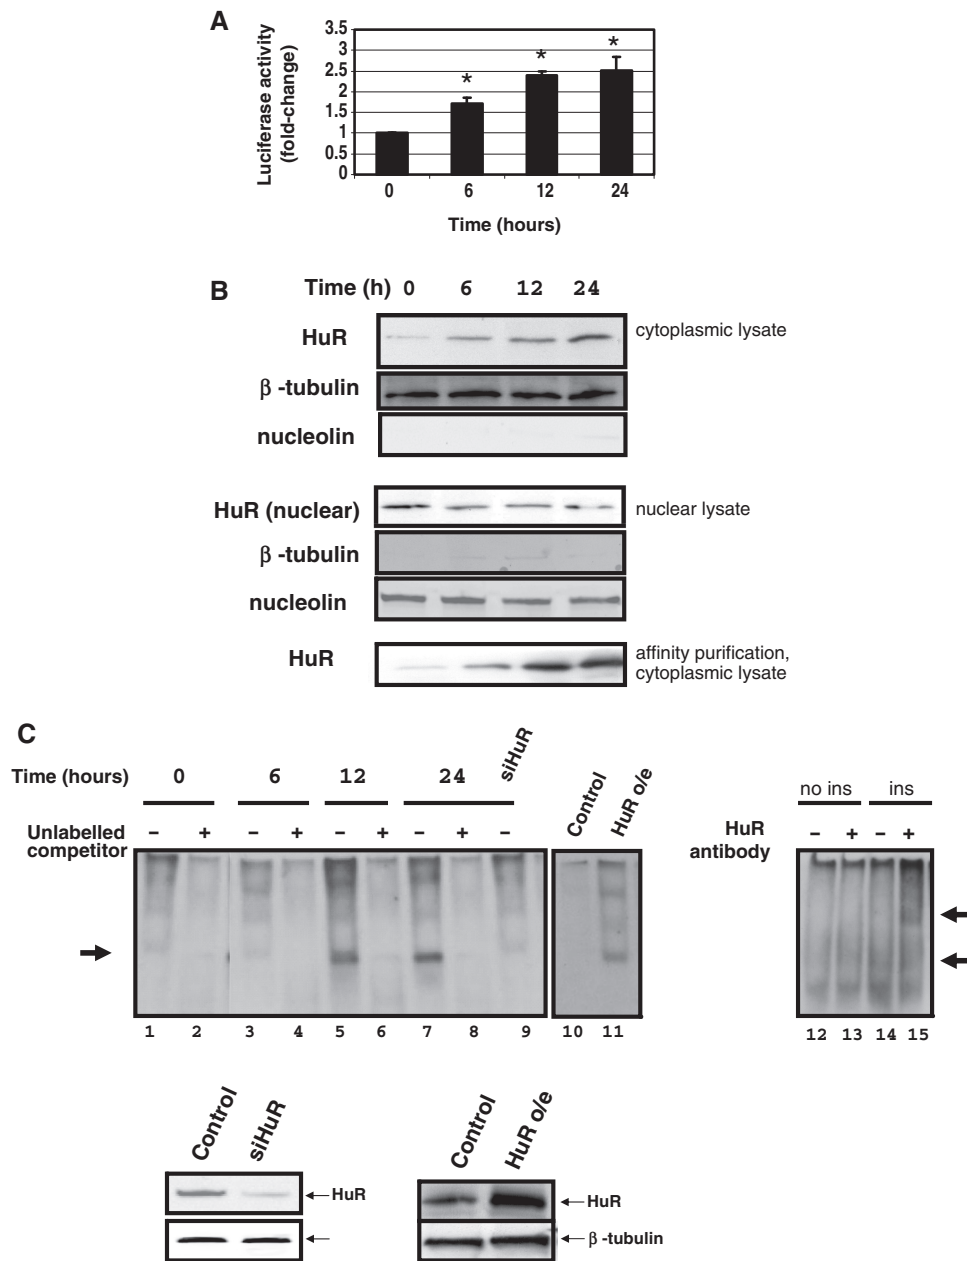 A
Luciferase activity
(fold-change)
3.5
3
2.5
2
1.5
1
0.5
0
* * *
0 6 12 24
Time (hours)
B
Time (h) 0 6 12 24
HuR
cytoplasmic lysate
β -tubulin
nucleolin
HuR (nuclear)
nuclear lysate
β -tubulin
nucleolin
HuR
affinity purification,
cytoplasmic lysate
C
Time (hours) 0 6 12 24 siHuR
Unlabelled
competitor
– + – + – + – + –
Control HuR o/e
no ins ins
HuR
antibody
– + – +
1 2 3 4 5 6 7 8 9 10 11
12 13 14 15
Control siHuR
HuR
Control HuR o/e
HuR
β -tubulin